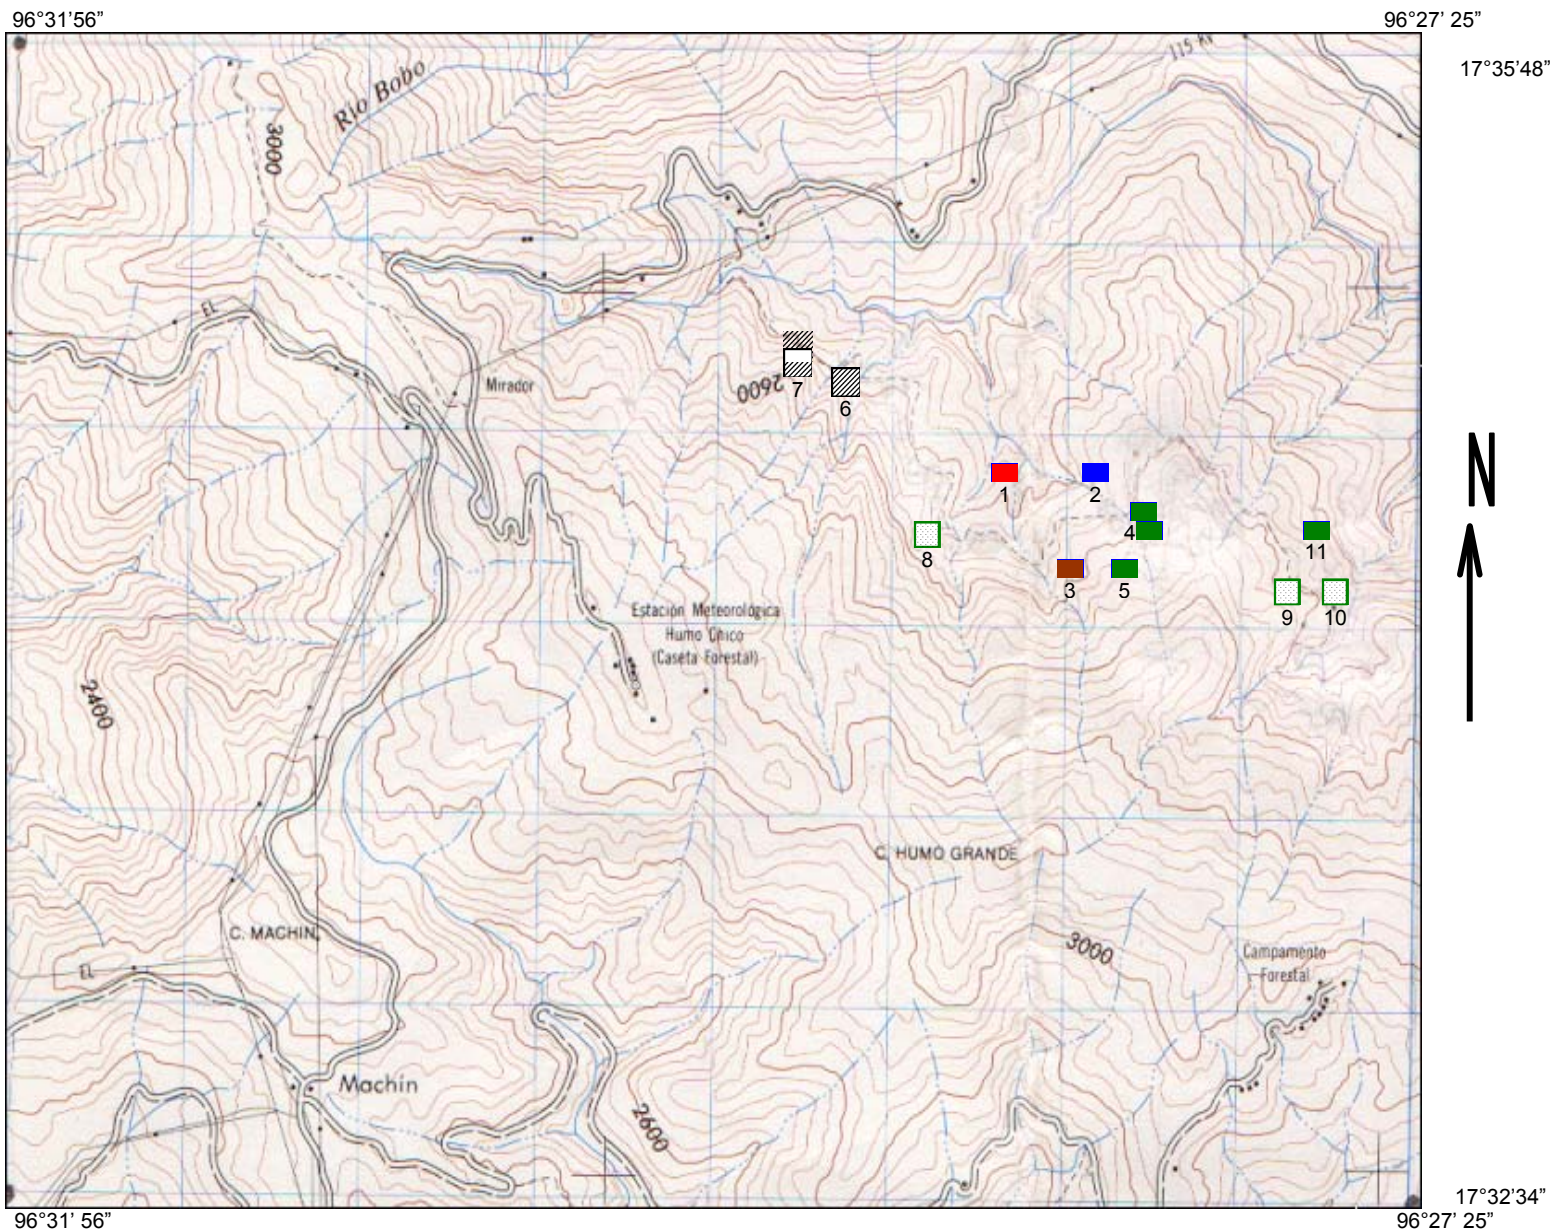 96°31'56”
96°27' 25”
17°35'48”
115 KV
Rio Bobo
3000
EL
Mirador
2600
7
6
N
1
2
4
8
11
3
5
9
10
Estación Meteorológica
Humo Chico
(Caseta Forestal)
2400
C. HUMO GRANDE
C. MACHIN
3000
Campamento
Forestal
EL
Machin
2600
17°32'34”
96°31' 56”
96°27' 25”